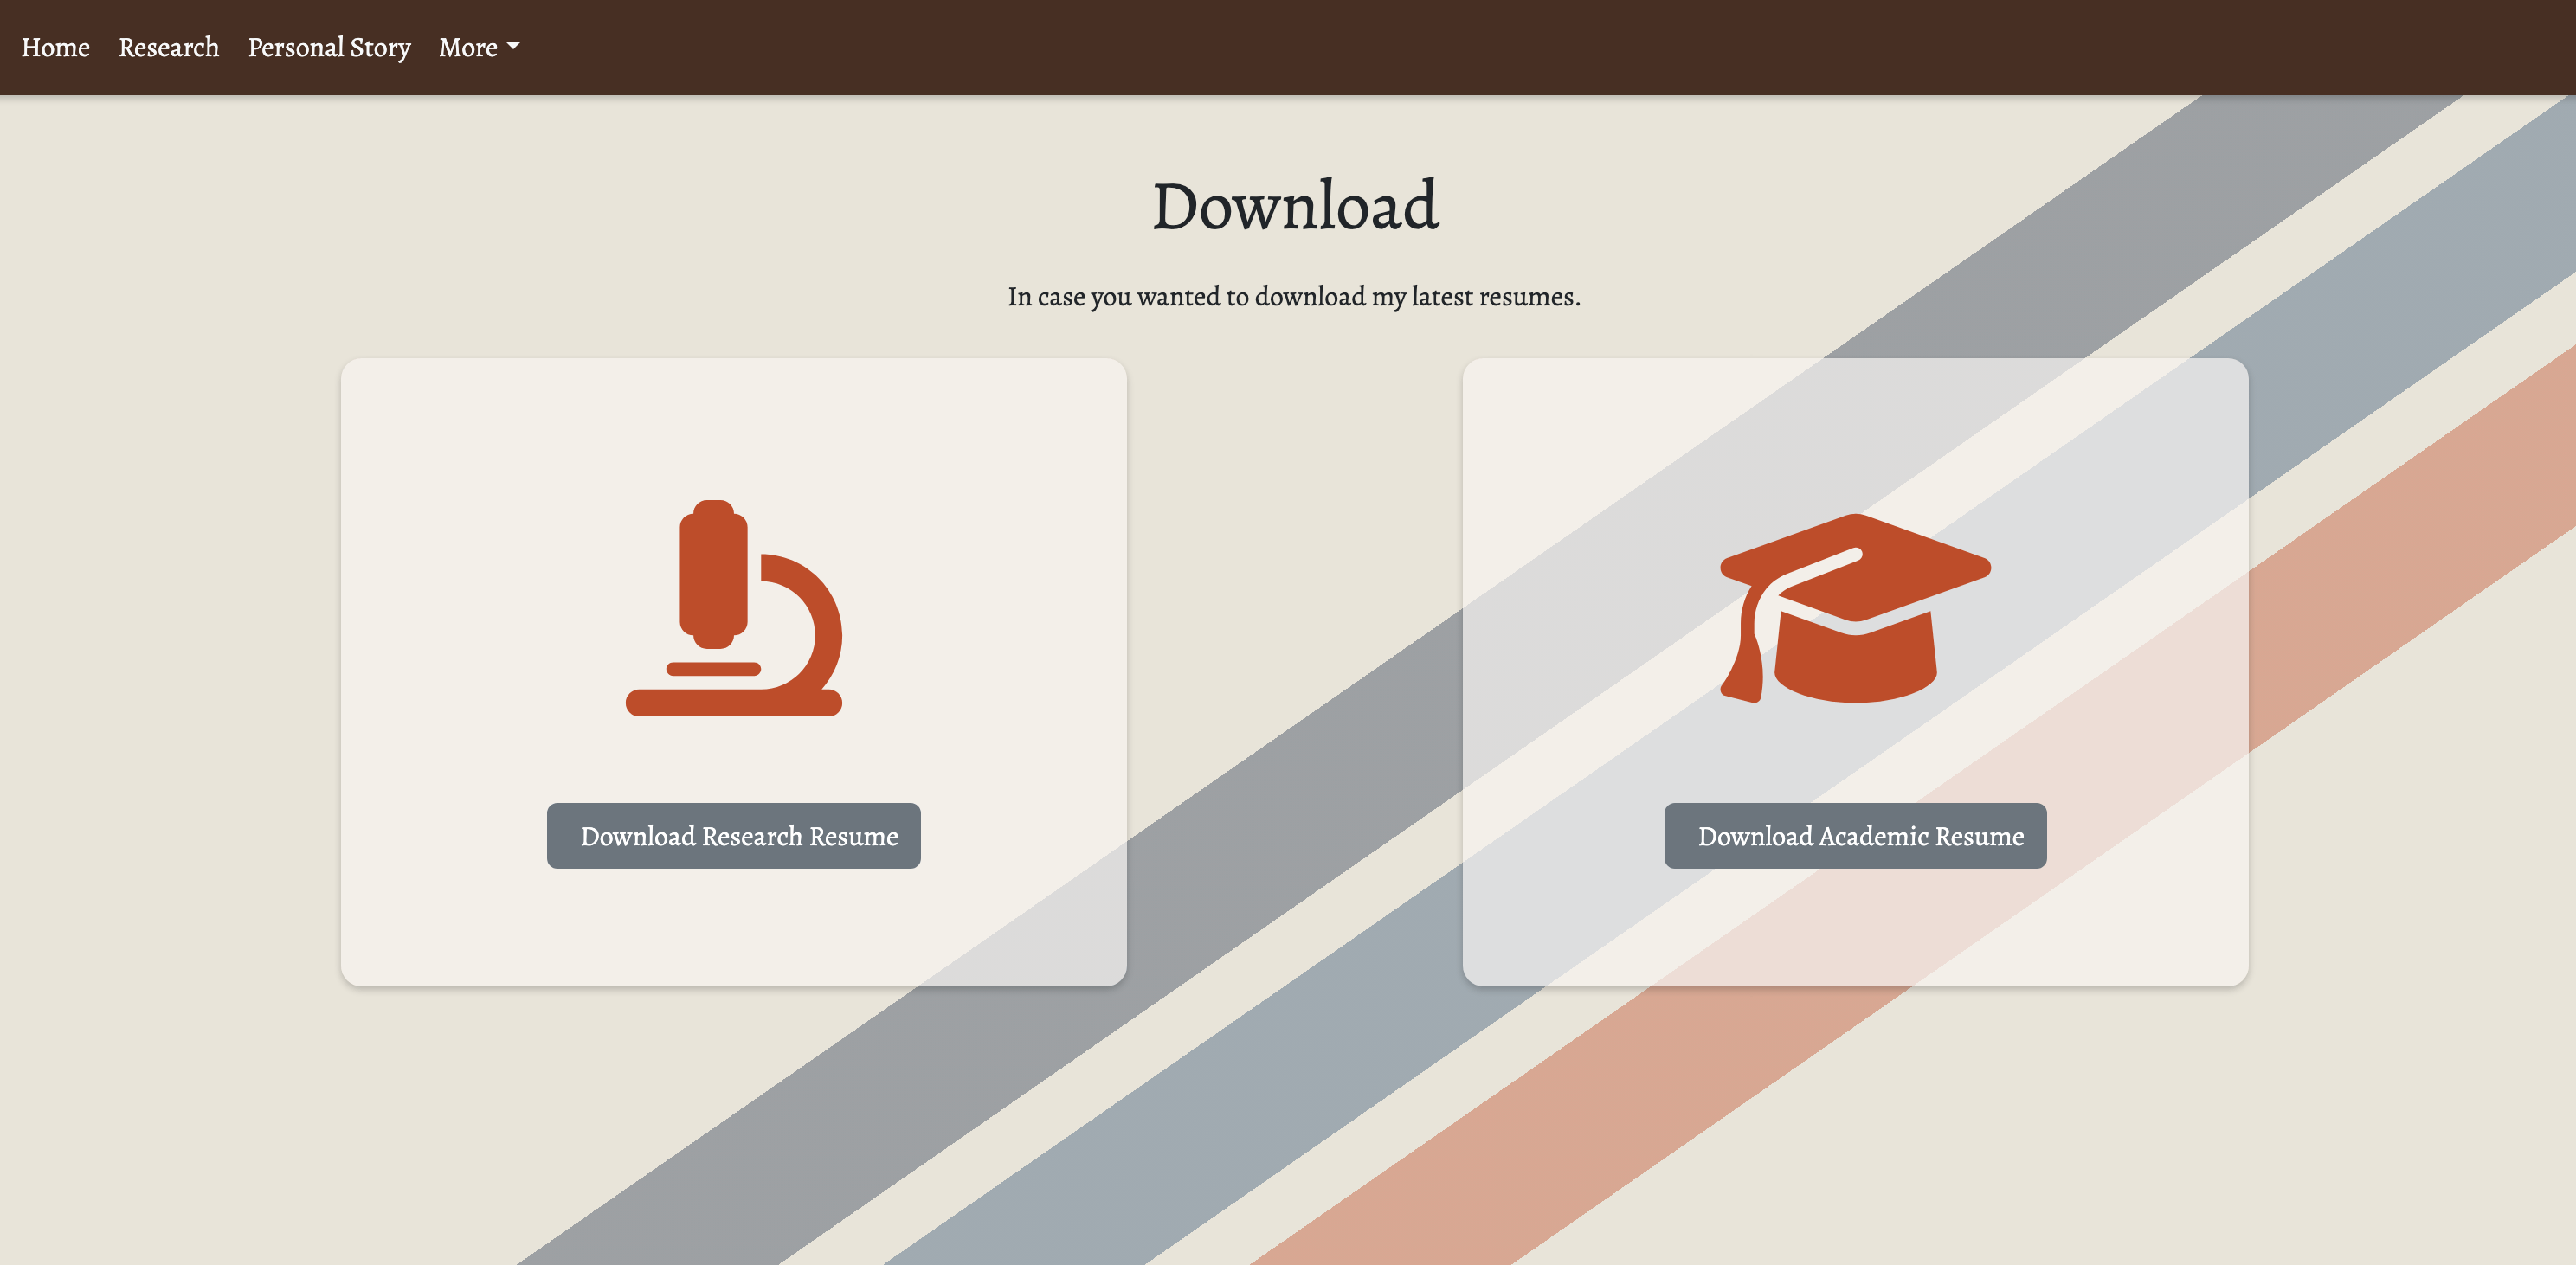 Home Research Personal Story More
Download
In case you wanted to download my latest resumes.
Download Research Resume
Download Academic Resume